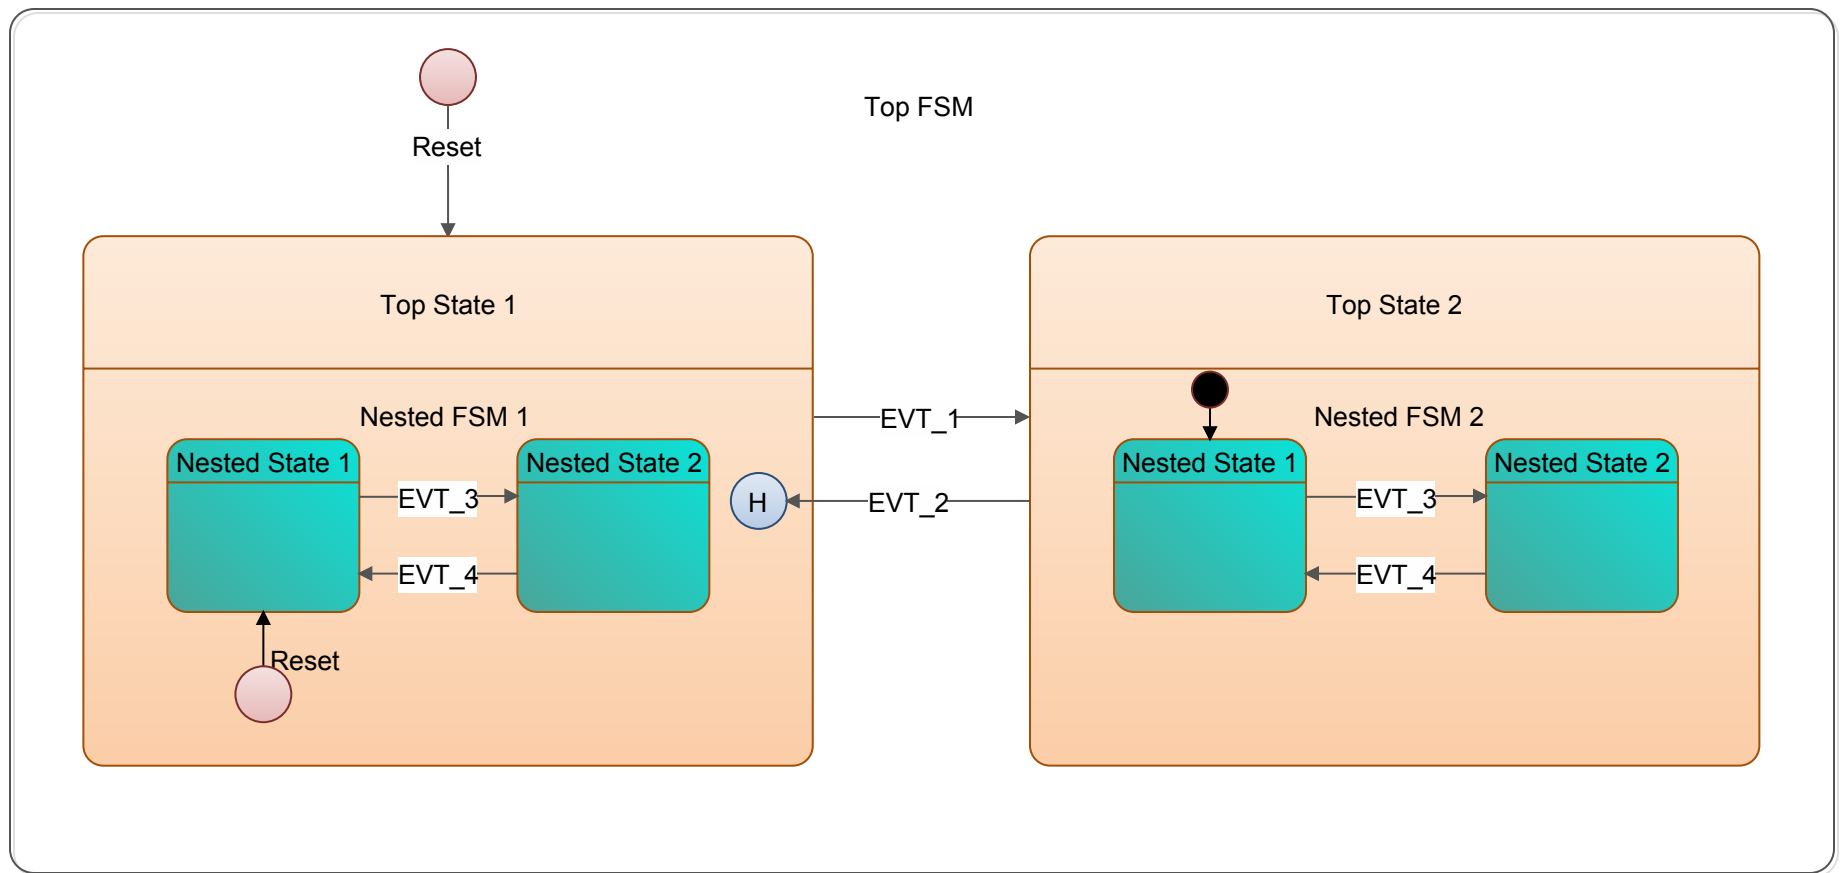 Top FSM
Reset
Top State 1
Top State 2
Nested FSM 1
EVT_1
Nested FSM 2
Nested State 1
Nested State 2
Nested State 1
Nested State 2
EVT_3
H
EVT_2
EVT_3
EVT_4
EVT_4
Reset